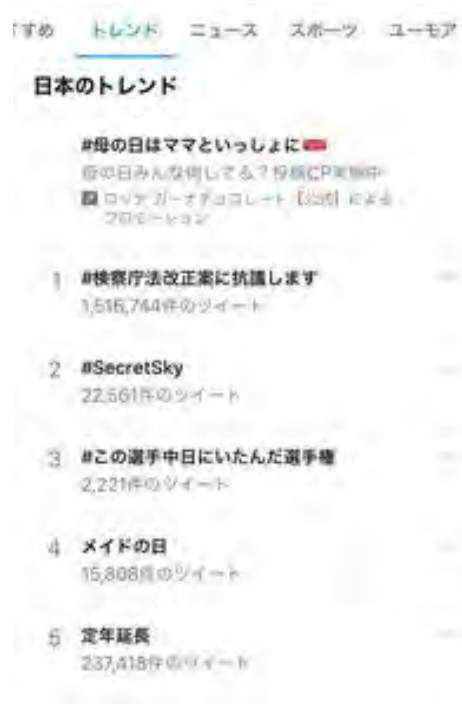 すすめ トレンド ニュース スポーツ ユーモア
日本のトレンド
#母の日はママといっしょに
母の日みんな何してる?投稿CP実施中
ロッテ ガーナチョコレート【公式】による
プロモーション
1 #検察庁法改正案に抗議します
1,516,744件のツイート
2 #SecretSky
22,561件のツイート
3 #この選手中日にいたんだ選手権
2,221件のツイート
4 メイドの日
15,808件のツイート
5 定年延長
237,418件のツイート